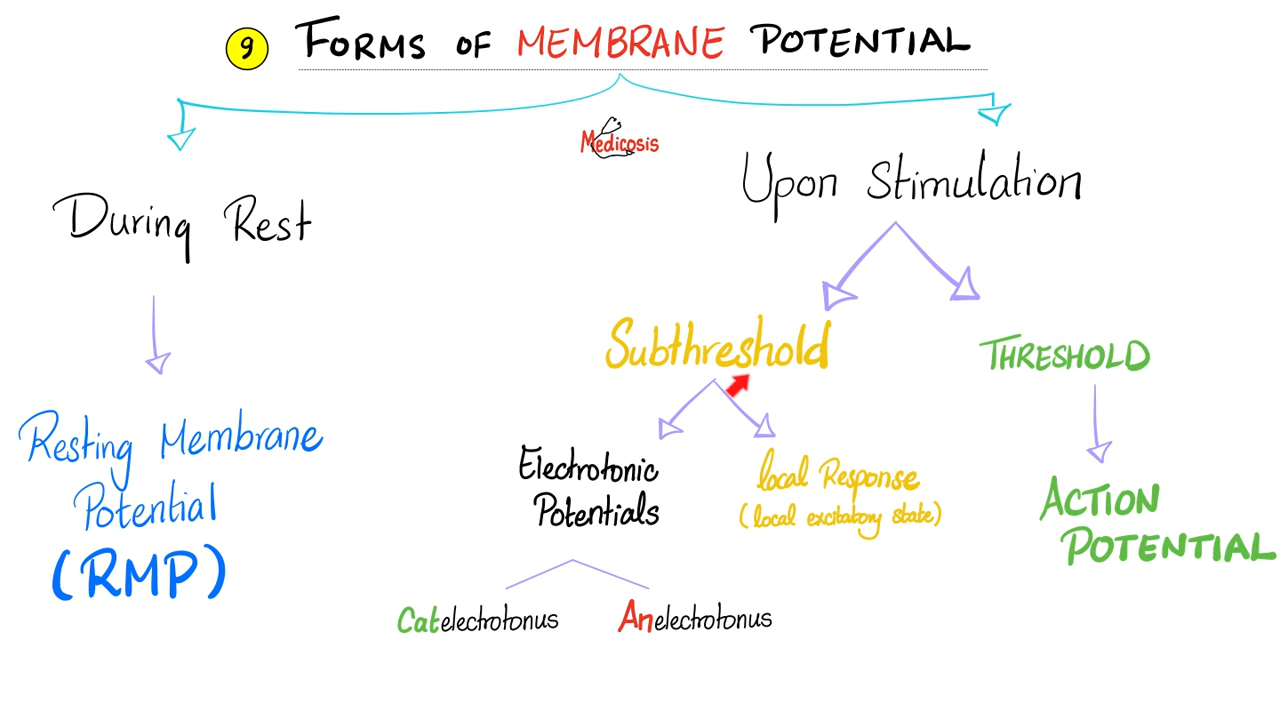 9 FORMS OF MEMBRANE POTENTIAL
Medicosis
During Rest
Upon Stimulation
Subthreshold
THRESHOLD
Resting Membrane
Potential
(RMP)
Electrotonic
Potentials
local Response
(local excitatory state)
ACTION
POTENTIAL
Catelectrotonus
Anelectrotonus